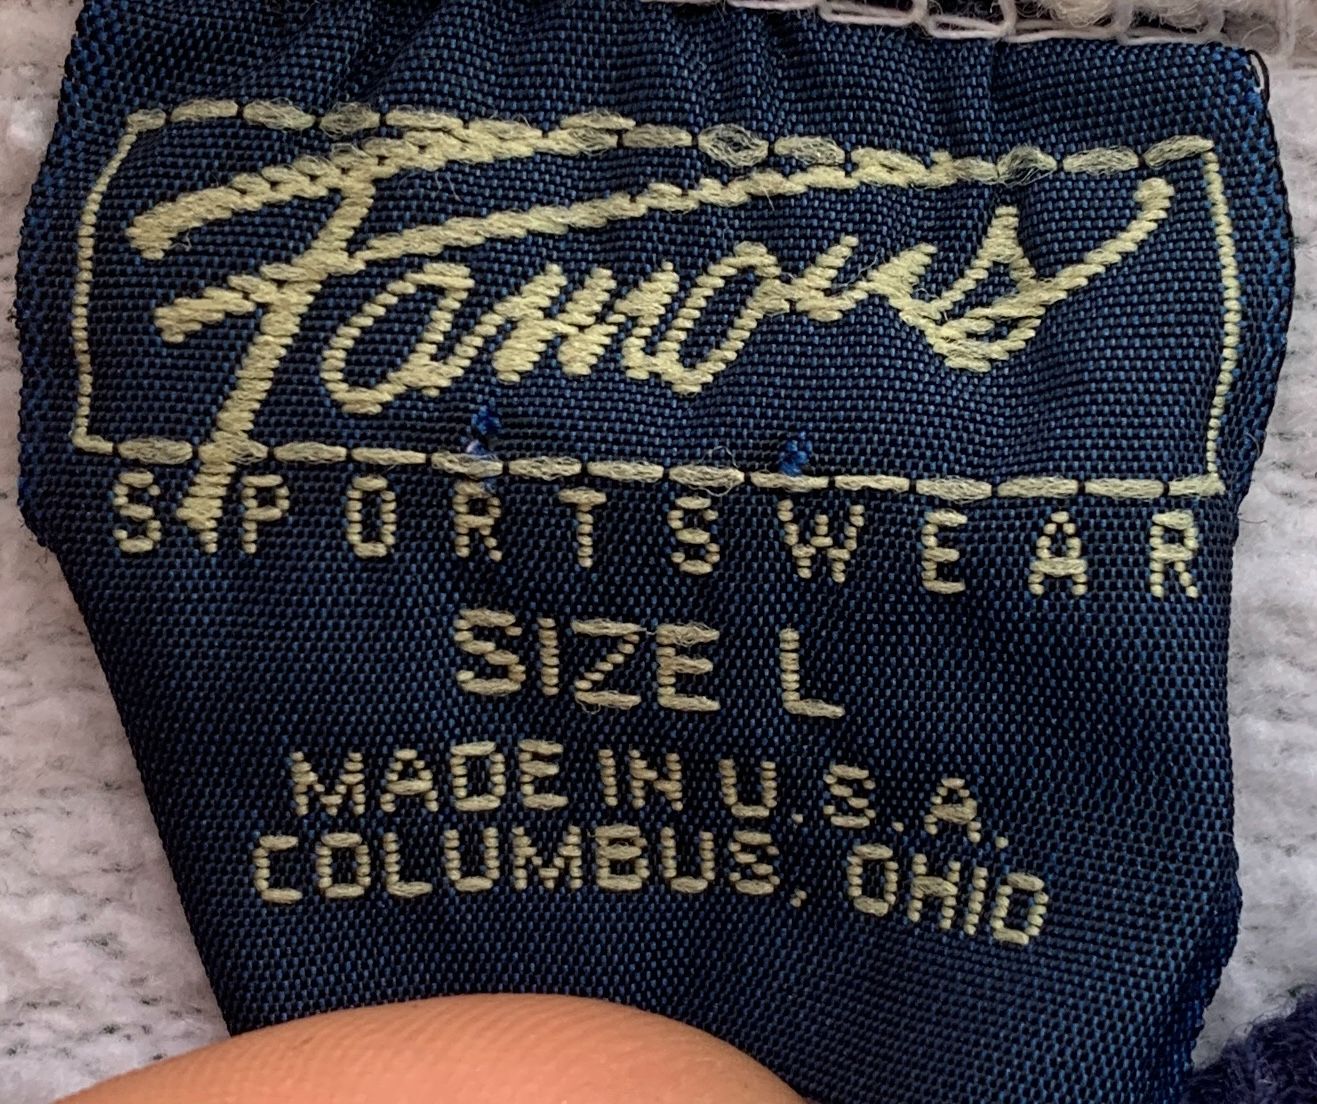 Famous
SPORTSWEAR
SIZE L
MADE IN U.S.A.
COLUMBUS, OHIO